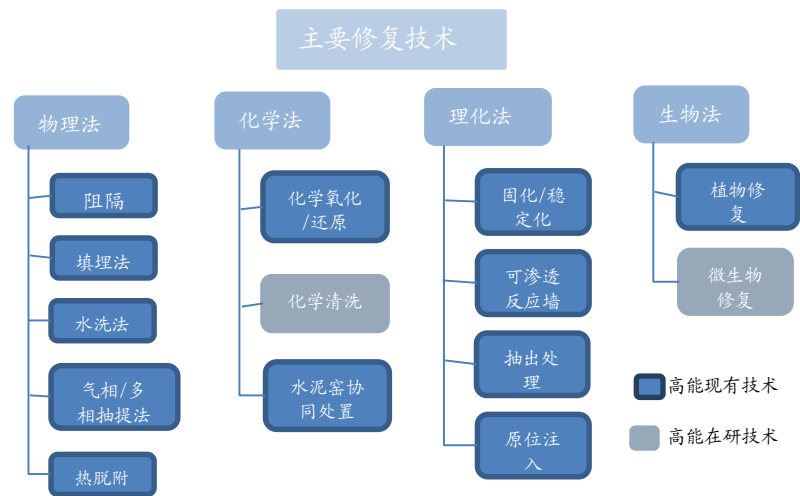 主要修复技术
物理法
阻隔
填埋法
水洗法
气相/多
相抽提法
热脱附
化学法
化学氧化
/还原
化学清洗
水泥窑协
同处置
理化法
固化/稳
定化
可渗透
反应墙
抽出处
理
原位注
入
生物法
植物修
复
微生物
修复
高能现有技术
高能在研技术